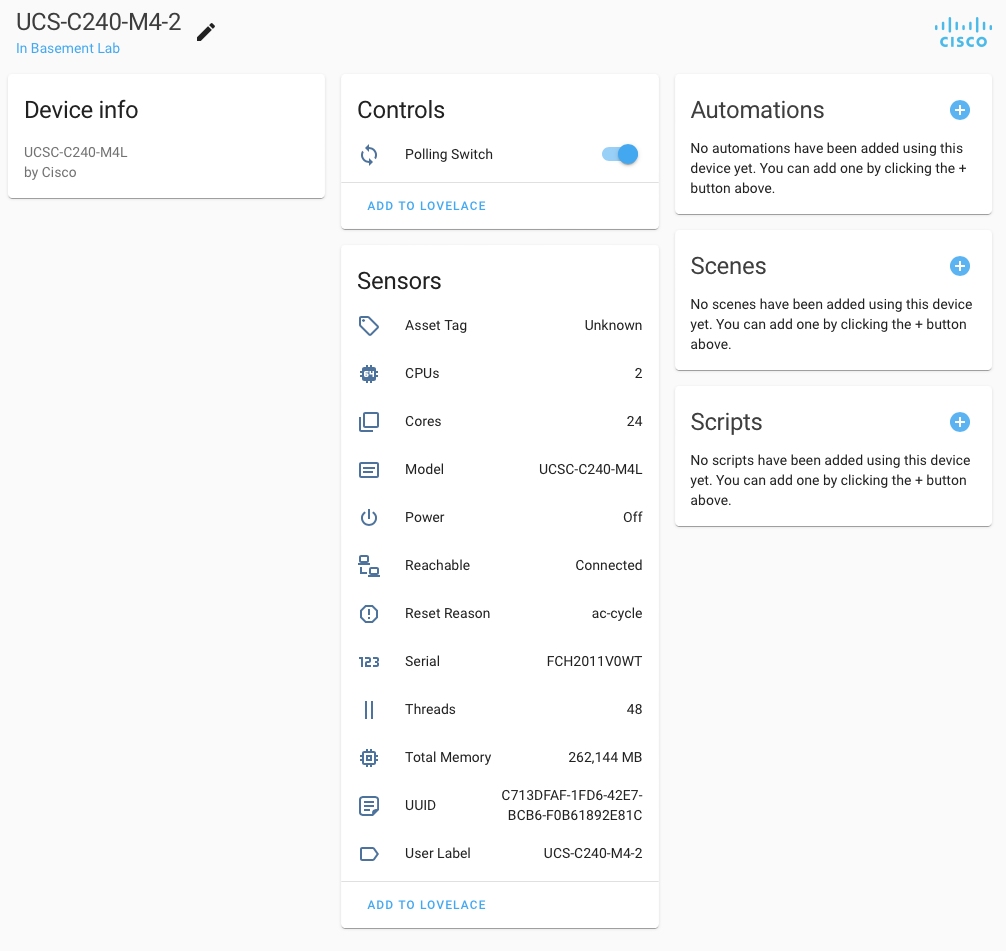 UCS-C240-M4-2
In Basement Lab
CISCO
Device info
UCSC-C240-M4L
by Cisco
Controls
Polling Switch
ADD TO LOVELACE
Sensors
Asset Tag Unknown
64
CPUs 2
Cores 24
Model UCSC-C240-M4L
Power Off
Reachable Connected
Reset Reason ac-cycle
123 Serial FCH2011V0WT
Threads 48
Total Memory 262,144 MB
UUID C713DFAF-1FD6-42E7-
BCB6-F0B61892E81C
User Label UCS-C240-M4-2
ADD TO LOVELACE
Automations
No automations have been added using this
device yet. You can add one by clicking the +
button above.
Scenes
No scenes have been added using this device
yet. You can add one by clicking the + button
above.
Scripts
No scripts have been added using this device
yet. You can add one by clicking the + button
above.